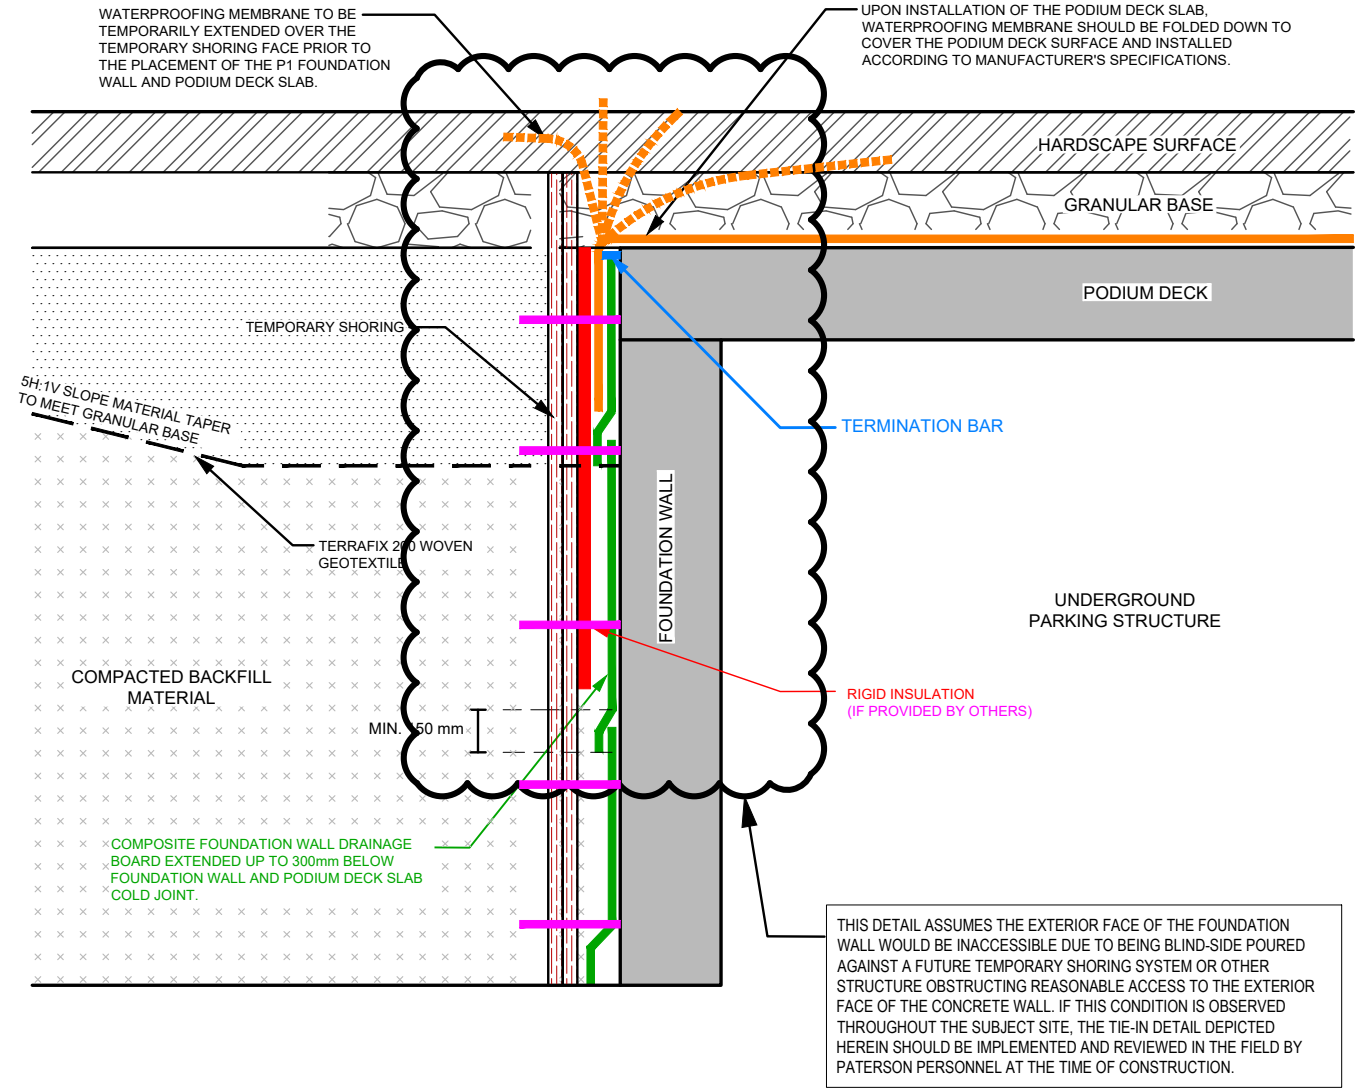 WATERPROOFING MEMBRANE TO BE
TEMPORARILY EXTENDED OVER THE
TEMPORARY SHORING FACE PRIOR TO
THE PLACEMENT OF THE P1 FOUNDATION
WALL AND PODIUM DECK SLAB.
UPON INSTALLATION OF THE PODIUM DECK SLAB,
WATERPROOFING MEMBRANE SHOULD BE FOLDED DOWN TO
COVER THE PODIUM DECK SURFACE AND INSTALLED
ACCORDING TO MANUFACTURER'S SPECIFICATIONS.
HARDSCAPE SURFACE
GRANULAR BASE
PODIUM DECK
TEMPORARY SHORING
5H:1V SLOPE MATERIAL TAPER
TO MEET GRANULAR BASE
TERMINATION BAR
TERRAFIX 200 WOVEN
GEOTEXTILE
FOUNDATION WALL
UNDERGROUND
PARKING STRUCTURE
COMPACTED BACKFILL
MATERIAL
RIGID INSULATION
(IF PROVIDED BY OTHERS)
MIN. 150 mm
COMPOSITE FOUNDATION WALL DRAINAGE
BOARD EXTENDED UP TO 300mm BELOW
FOUNDATION WALL AND PODIUM DECK SLAB
COLD JOINT.
THIS DETAIL ASSUMES THE EXTERIOR FACE OF THE FOUNDATION
WALL WOULD BE INACCESSIBLE DUE TO BEING BLIND-SIDE POURED
AGAINST A FUTURE TEMPORARY SHORING SYSTEM OR OTHER
STRUCTURE OBSTRUCTING REASONABLE ACCESS TO THE EXTERIOR
FACE OF THE CONCRETE WALL. IF THIS CONDITION IS OBSERVED
THROUGHOUT THE SUBJECT SITE, THE TIE-IN DETAIL DEPICTED
HEREIN SHOULD BE IMPLEMENTED AND REVIEWED IN THE FIELD BY
PATERSON PERSONNEL AT THE TIME OF CONSTRUCTION.